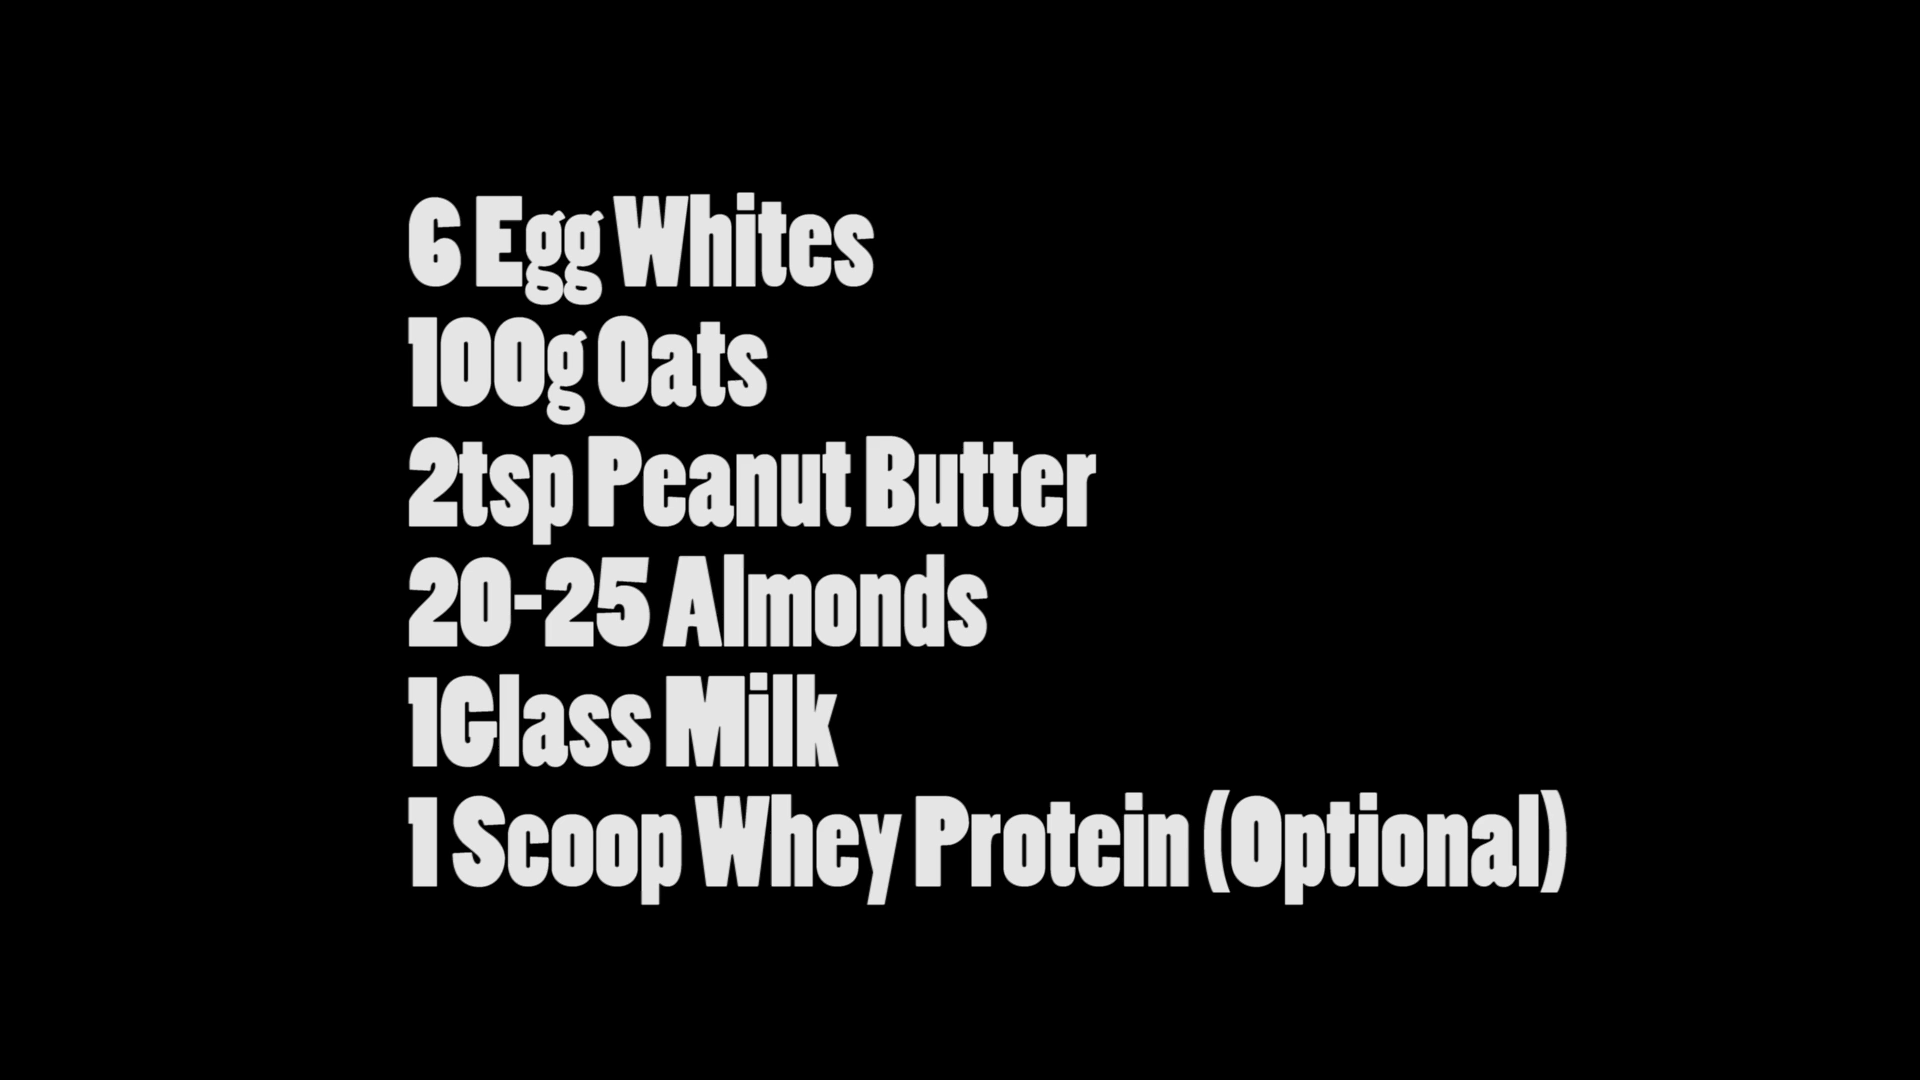 6 Egg Whites
100g Oats
2tsp Peanut Butter
20-25 Almonds
1Glass Milk
1 Scoop Whey Protein (Optional)